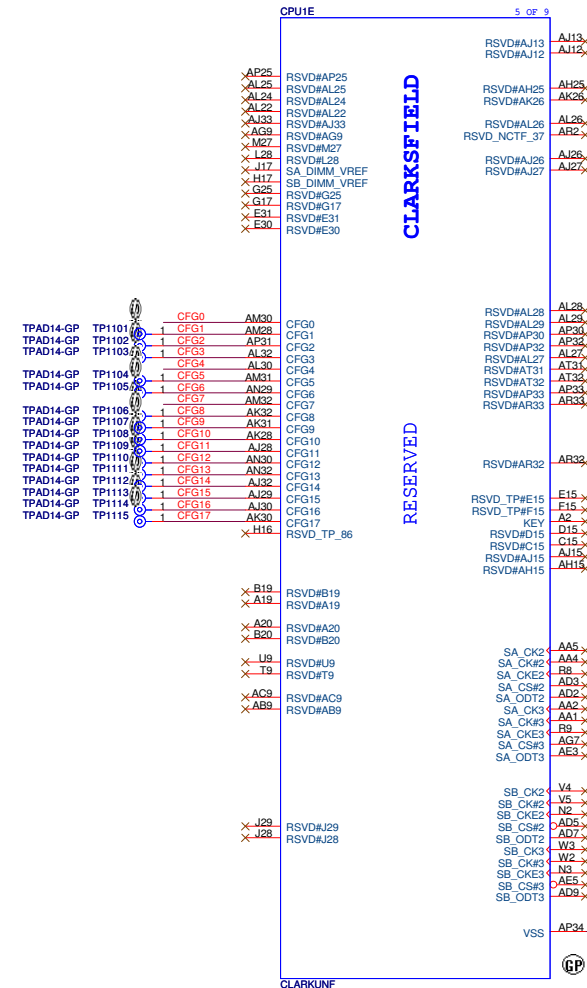 CPU1E 5 OF 9
RSVD#AJ13 AJ13
RSVD#AJ12 AJ12
AP25 RSVD#AP25
AL25 RSVD#AL25
AL24 RSVD#AL24
AL22 RSVD#AL22
AJ33 RSVD#AJ33
AG9 RSVD#AG9
M27 RSVD#M27
L28 RSVD#L28
J17 SA_DIMM_VREF
H17 SB_DIMM_VREF
G25 RSVD#G25
G17 RSVD#G17
E31 RSVD#E31
E30 RSVD#E30
CLARKSFIELD
RSVD#AH25 AH25
RSVD#AK26 AK26
RSVD#AL26 AL26
RSVD_NCTF_37 AR2
RSVD#AJ26 AJ26
RSVD#AJ27 AJ27
CFG0 AM30 CFG0
TPAD14-GP TP1101 1 CFG1 AM28 CFG1
TPAD14-GP TP1102 1 CFG2 AP31 CFG2
TPAD14-GP TP1103 1 CFG3 AL32 CFG3
CFG4 AL30 CFG4
TPAD14-GP TP1104 1 CFG5 AM31 CFG5
TPAD14-GP TP1105 1 CFG6 AN29 CFG6
CFG7 AM32 CFG7
TPAD14-GP TP1106 1 CFG8 AK32 CFG8
TPAD14-GP TP1107 1 CFG9 AK31 CFG9
TPAD14-GP TP1108 1 CFG10 AK28 CFG10
TPAD14-GP TP1109 1 CFG11 AJ28 CFG11
TPAD14-GP TP1110 1 CFG12 AN30 CFG12
TPAD14-GP TP1111 1 CFG13 AN32 CFG13
TPAD14-GP TP1112 1 CFG14 AJ32 CFG14
TPAD14-GP TP1113 1 CFG15 AJ29 CFG15
TPAD14-GP TP1114 1 CFG16 AJ30 CFG16
TPAD14-GP TP1115 1 CFG17 AK30 CFG17
H16 RSVD_TP_86
RESERVED
RSVD#AL28 AL28
RSVD#AL29 AL29
RSVD#AP30 AP30
RSVD#AP32 AP32
RSVD#AL27 AL27
RSVD#AT31 AT31
RSVD#AT32 AT32
RSVD#AP33 AP33
RSVD#AR33 AR33
RSVD#AR32 AR32
RSVD_TP#E15 E15
RSVD_TP#F15 F15
KEY A2
RSVD#D15 D15
RSVD#C15 C15
RSVD#AJ15 AJ15
RSVD#AH15 AH15
B19 RSVD#B19
A19 RSVD#A19
A20 RSVD#A20
B20 RSVD#B20
U9 RSVD#U9
T9 RSVD#T9
AC9 RSVD#AC9
AB9 RSVD#AB9
J29 RSVD#J29
J28 RSVD#J28
SA_CK2 AA5
SA_CK#2 AA4
SA_CKE2 R8
SA_CS#2 AD3
SA_ODT2 AD2
SA_CK3 AA2
SA_CK#3 AA1
SA_CKE3 R9
SA_CS#3 AG7
SA_ODT3 AE3
SB_CK2 V4
SB_CK#2 V5
SB_CKE2 N2
SB_CS#2 AD5
SB_ODT2 AD7
SB_CK3 W3
SB_CK#3 W2
SB_CKE3 N3
SB_CS#3 AE5
SB_ODT3 AD9
VSS AP34
GP
CLARKUNF